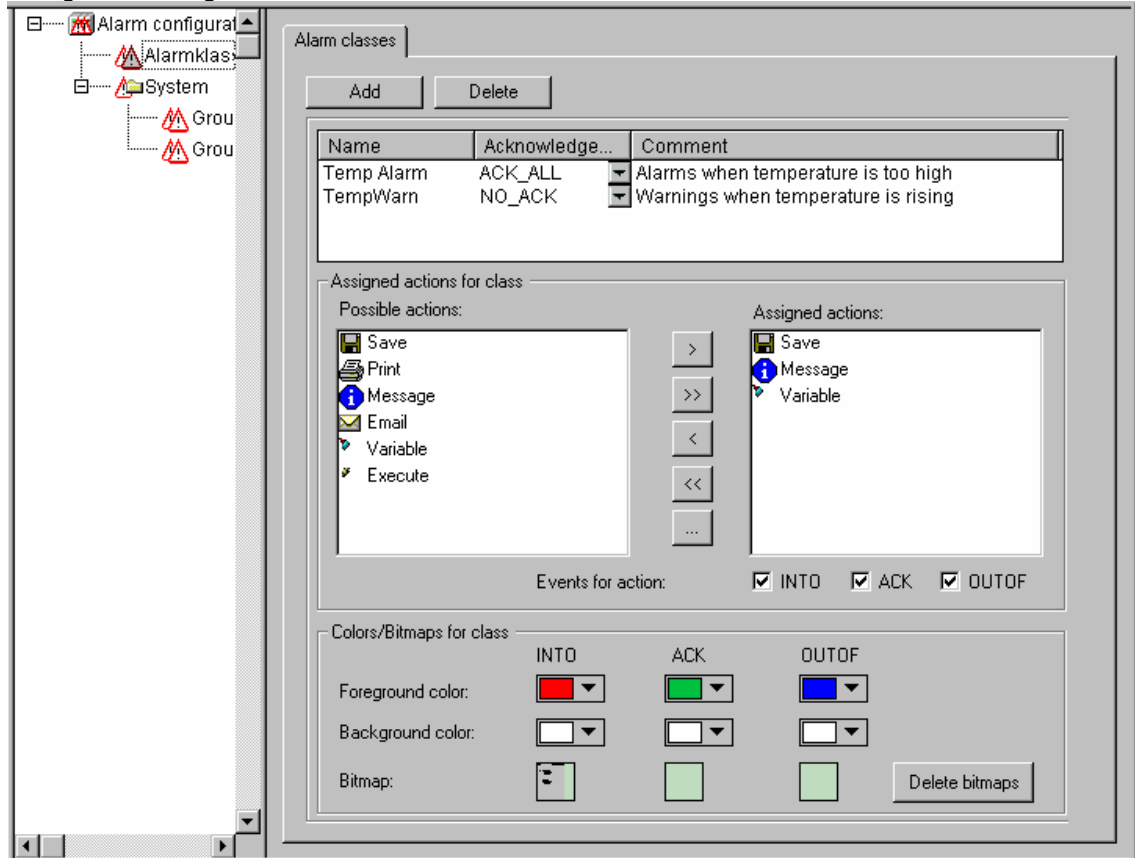 Alarm configurat
Alarmklas
System
Grou
Grou
Alarm classes
Add Delete
Name Acknowledge... Comment
Temp Alarm ACK_ALL Alarms when temperature is too high
TempWarn NO_ACK Warnings when temperature is rising
Assigned actions for class
Possible actions:
Save
Print
Message
Email
Variable
Execute
>
>>
<
<<
...
Assigned actions:
Save
Message
Variable
Events for action: INTO ACK OUTOF
Colors/Bitmaps for class
INTO ACK OUTOF
Foreground color:
Background color:
Bitmap: Delete bitmaps